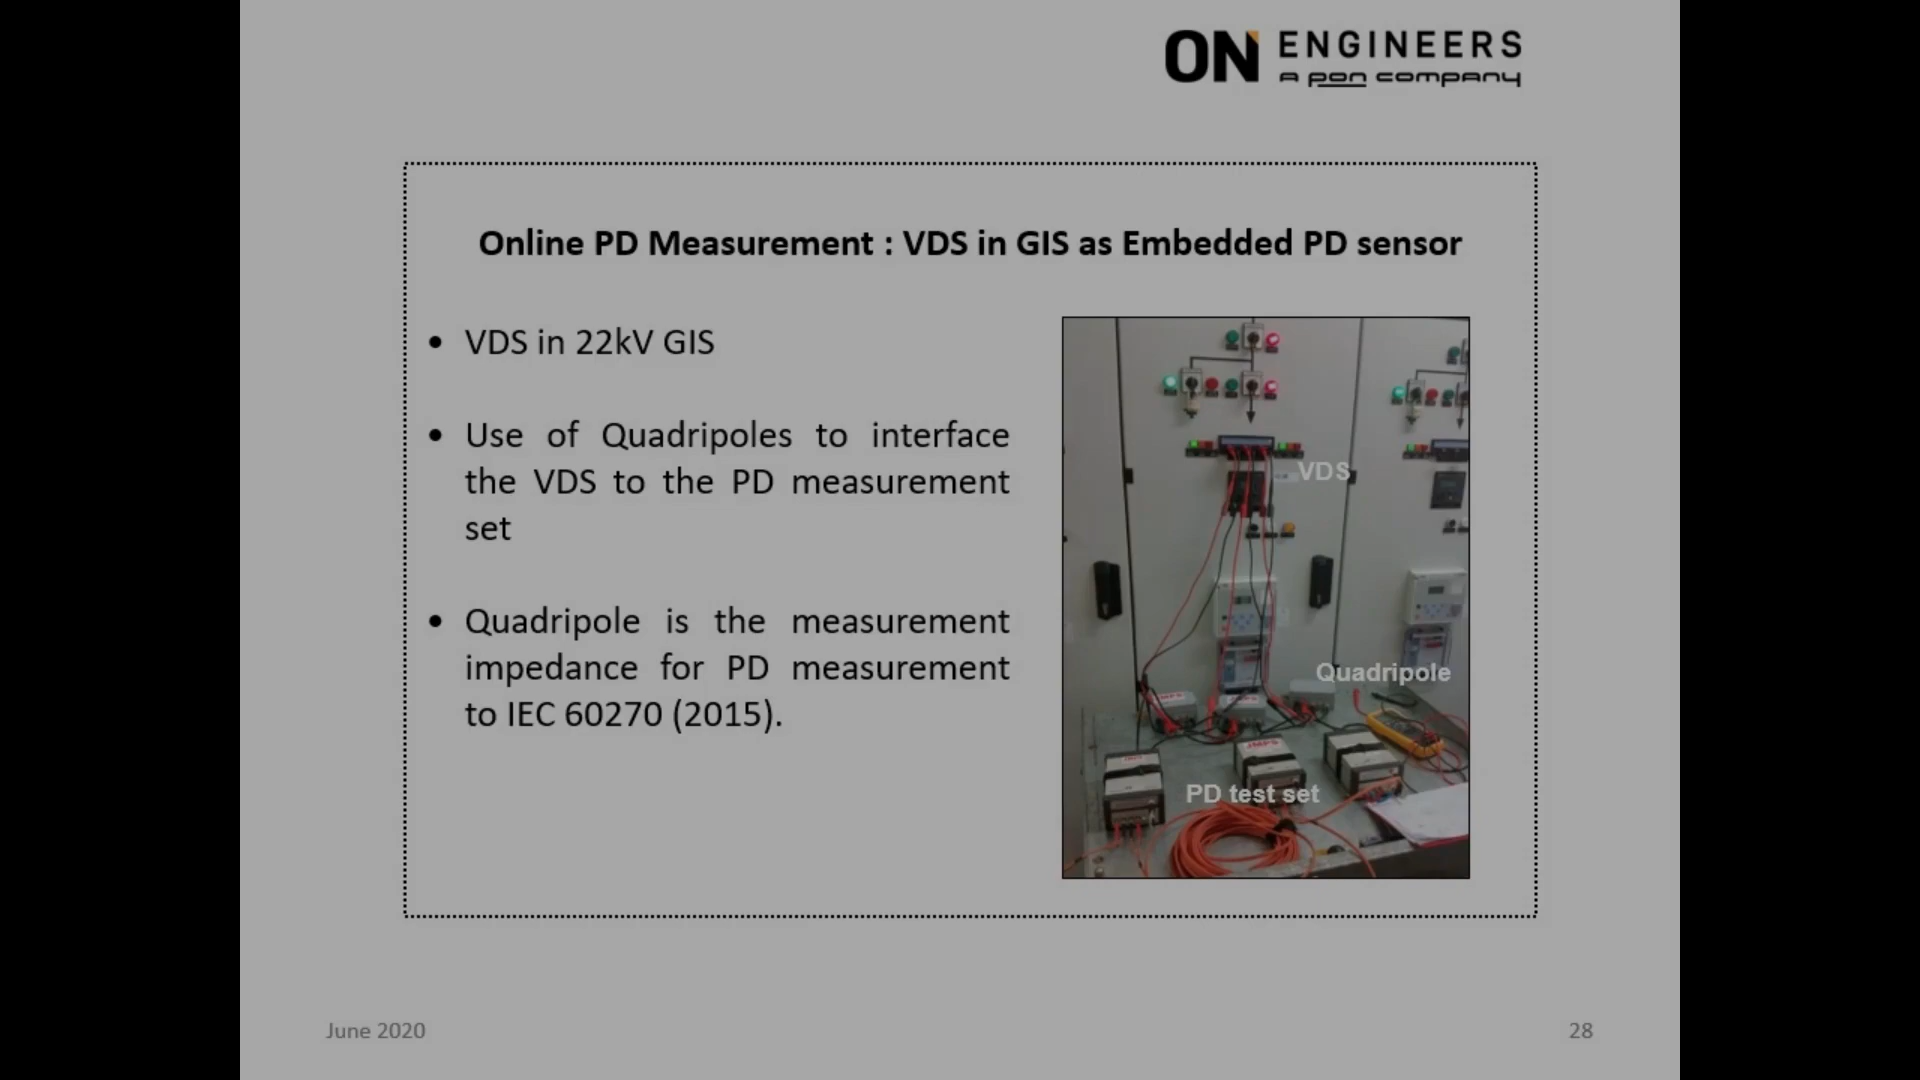 ON ENGINEERS
a pon company
Online PD Measurement : VDS in GIS as Embedded PD sensor
• VDS in 22kV GIS
• Use of Quadripoles to interface
the VDS to the PD measurement
set
• Quadripole is the measurement
impedance for PD measurement
to IEC 60270 (2015).
VDS
Quadripole
PD test set
June 2020
28